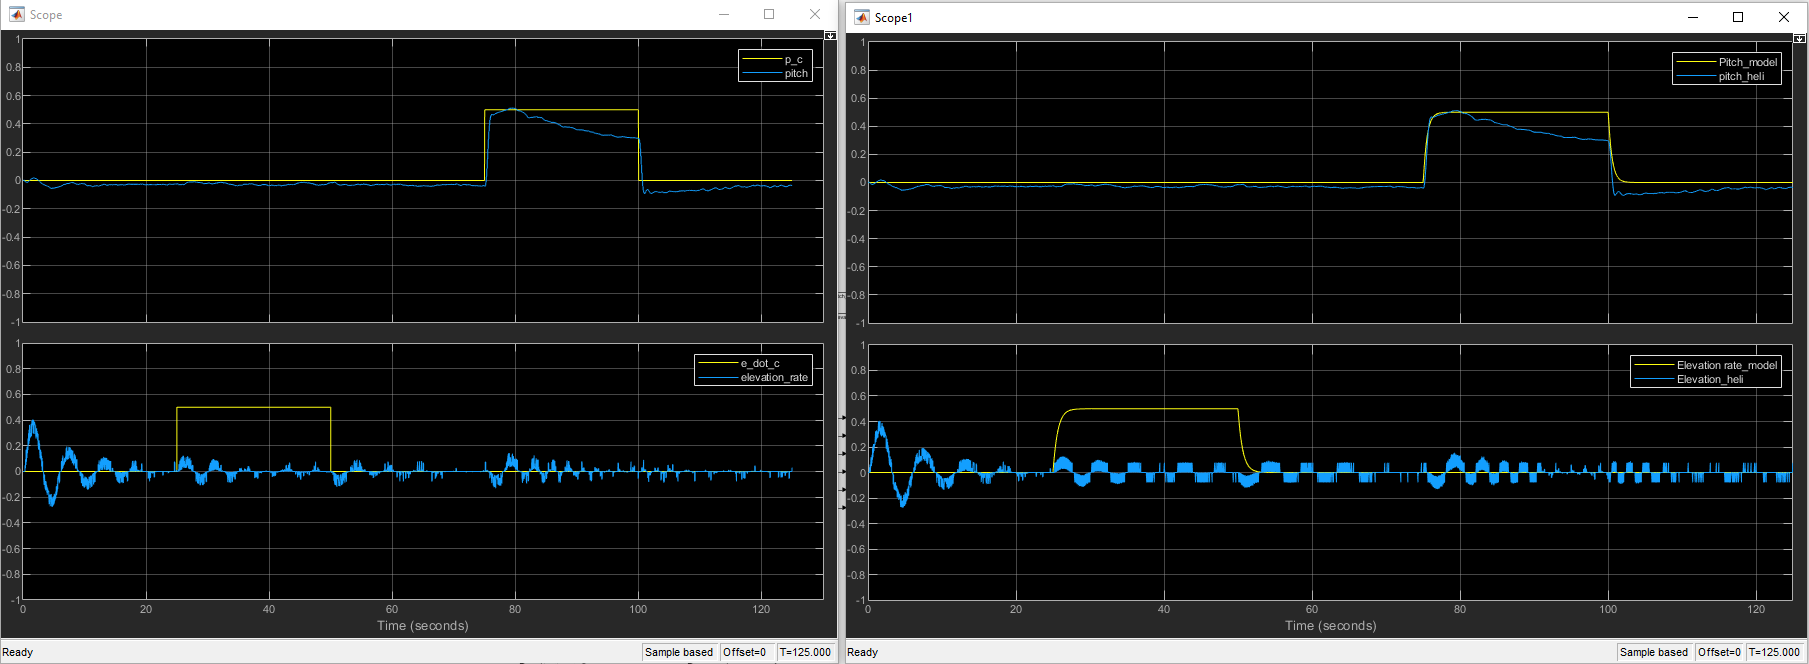 Scope
1
0.8
0.6
0.4
0.2
0
-0.2
-0.4
-0.6
-0.8
-1
p_c
pitch
1
0.8
0.6
0.4
0.2
0
-0.2
-0.4
-0.6
-0.8
-1
e_dot_c
elevation_rate
0 20 40 60 80 100 120
Time (seconds)
Ready
Sample based Offset=0 T=125.000
Scope1
1
0.8
0.6
0.4
0.2
0
-0.2
-0.4
-0.6
-0.8
-1
Pitch_model
pitch_heli
1
0.8
0.6
0.4
0.2
0
-0.2
-0.4
-0.6
-0.8
-1
Elevation rate_model
Elevation_heli
0 20 40 60 80 100 120
Time (seconds)
Ready
Sample based Offset=0 T=125.000